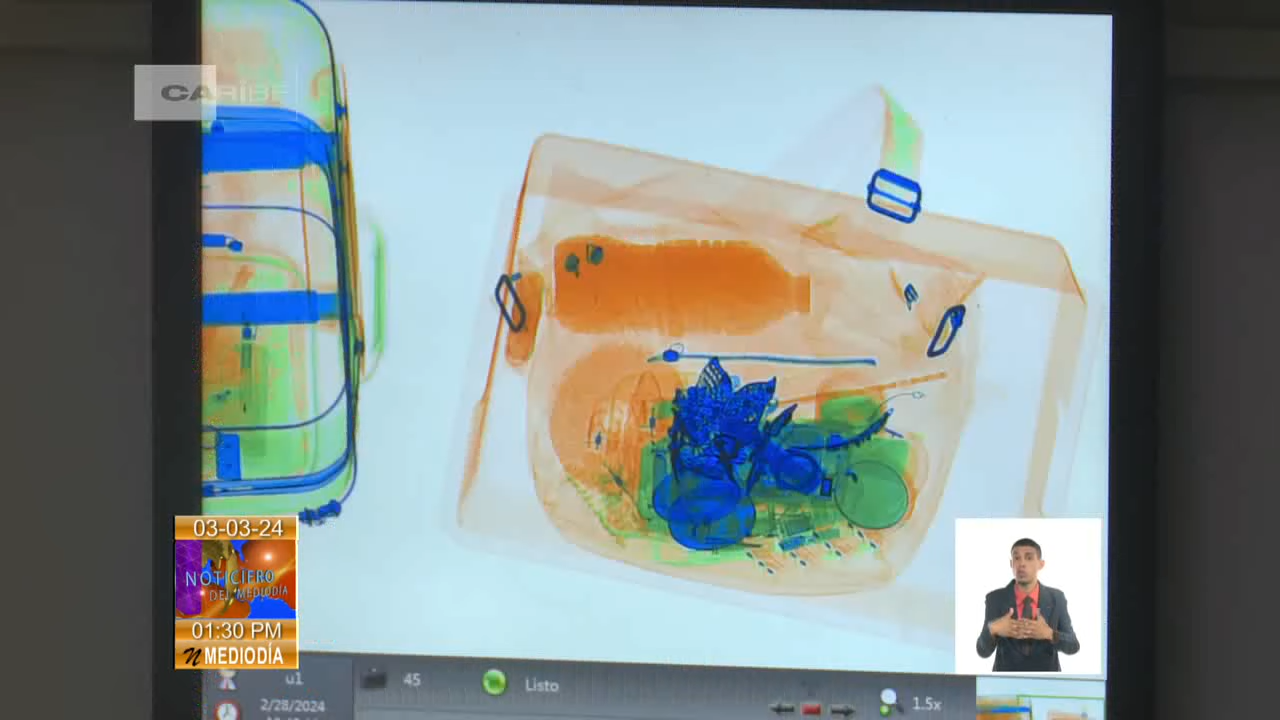 CARIBE
03-03-24
NOTICIERO
DEL MEDIODÍA
01:30 PM
N MEDIODÍA
u1
45
Listo
1.5x
2/28/2024